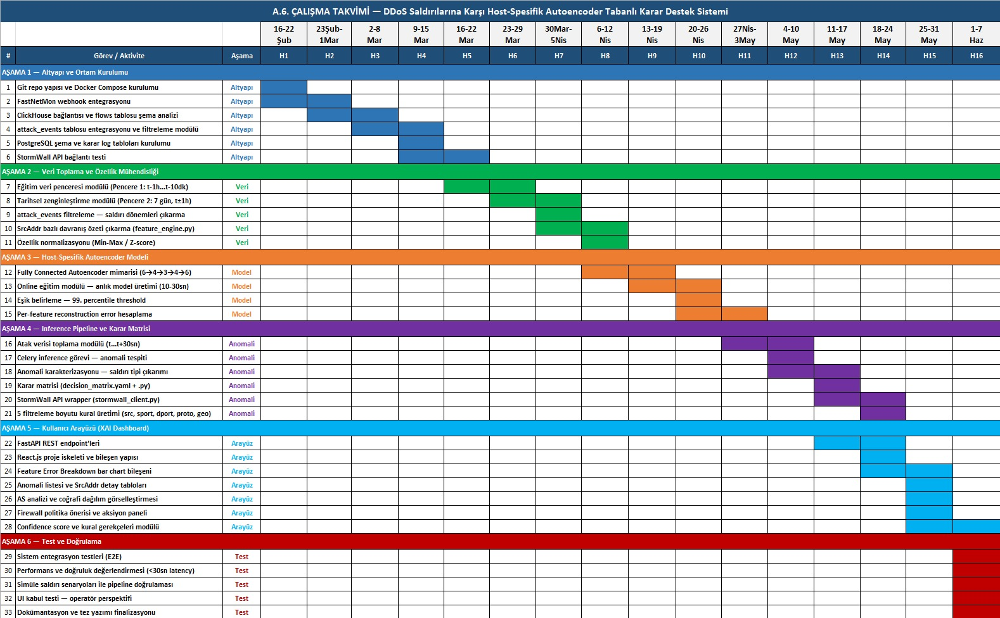 A.6. ÇALIŞMA TAKVİMİ — DDoS Saldırılarına Karşı Host-Spesifik Autoencoder Tabanlı Karar Destek Sistemi
16-22 Şub 23Şub-1Mar 2-8 Mar 9-15 Mar 16-22 Mar 23-29 Mar 30Mar-5Nis 6-12 Nis 13-19 Nis 20-26 Nis 27Nis-3May 4-10 May 11-17 May 18-24 May 25-31 May 1-7 Haz
# Görev / Aktivite Aşama H1 H2 H3 H4 H5 H6 H7 H8 H9 H10 H11 H12 H13 H14 H15 H16
AŞAMA 1 — Altyapı ve Ortam Kurulumu
1 Git repo yapısı ve Docker Compose kurulumu Altyapı
2 FastNetMon webhook entegrasyonu Altyapı
3 ClickHouse bağlantısı ve flows tablosu şema analizi Altyapı
4 attack_events tablosu entegrasyonu ve filtreleme modülü Altyapı
5 PostgreSQL şema ve karar log tabloları kurulumu Altyapı
6 StormWall API bağlantı testi Altyapı
AŞAMA 2 — Veri Toplama ve Özellik Mühendisliği
7 Eğitim veri penceresi modülü (Pencere 1: t-1h...t-10dk) Veri
8 Tarihsel zenginleştirme modülü (Pencere 2: 7 gün, t±1h) Veri
9 attack_events filtreleme — saldırı dönemleri çıkarma Veri
10 SrcAddr bazlı davranış özeti çıkarma (feature_engine.py) Veri
11 Özellik normalizasyonu (Min-Max / Z-score) Veri
AŞAMA 3 — Host-Spesifik Autoencoder Modeli
12 Fully Connected Autoencoder mimarisi (6→4→3→4→6) Model
13 Online eğitim modülü — anlık model üretimi (10-30sn) Model
14 Eşik belirleme — 99. percentile threshold Model
15 Per-feature reconstruction error hesaplama Model
AŞAMA 4 — Inference Pipeline ve Karar Matrisi
16 Atak verisi toplama modülü (t...t+30sn) Anomali
17 Celery inference görevi — anomali tespiti Anomali
18 Anomali karakterizasyonu — saldırı tipi çıkarımı Anomali
19 Karar matrisi (decision_matrix.yaml + .py) Anomali
20 StormWall API wrapper (stormwall_client.py) Anomali
21 5 filtreleme boyutu kural üretimi (src, sport, dport, proto, geo) Anomali
AŞAMA 5 — Kullanıcı Arayüzü (XAI Dashboard)
22 FastAPI REST endpoint'leri Arayüz
23 React.js proje iskeleti ve bileşen yapısı Arayüz
24 Feature Error Breakdown bar chart bileşeni Arayüz
25 Anomali listesi ve SrcAddr detay tabloları Arayüz
26 AS analizi ve coğrafi dağılım görselleştirmesi Arayüz
27 Firewall politika önerisi ve aksiyon paneli Arayüz
28 Confidence score ve kural gerekçeleri modülü Arayüz
AŞAMA 6 — Test ve Doğrulama
29 Sistem entegrasyon testleri (E2E) Test
30 Performans ve doğruluk değerlendirmesi (<30sn latency) Test
31 Simüle saldırı senaryoları ile pipeline doğrulaması Test
32 UI kabul testi — operatör perspektifi Test
33 Dokümantasyon ve tez yazımı finalizasyonu Test